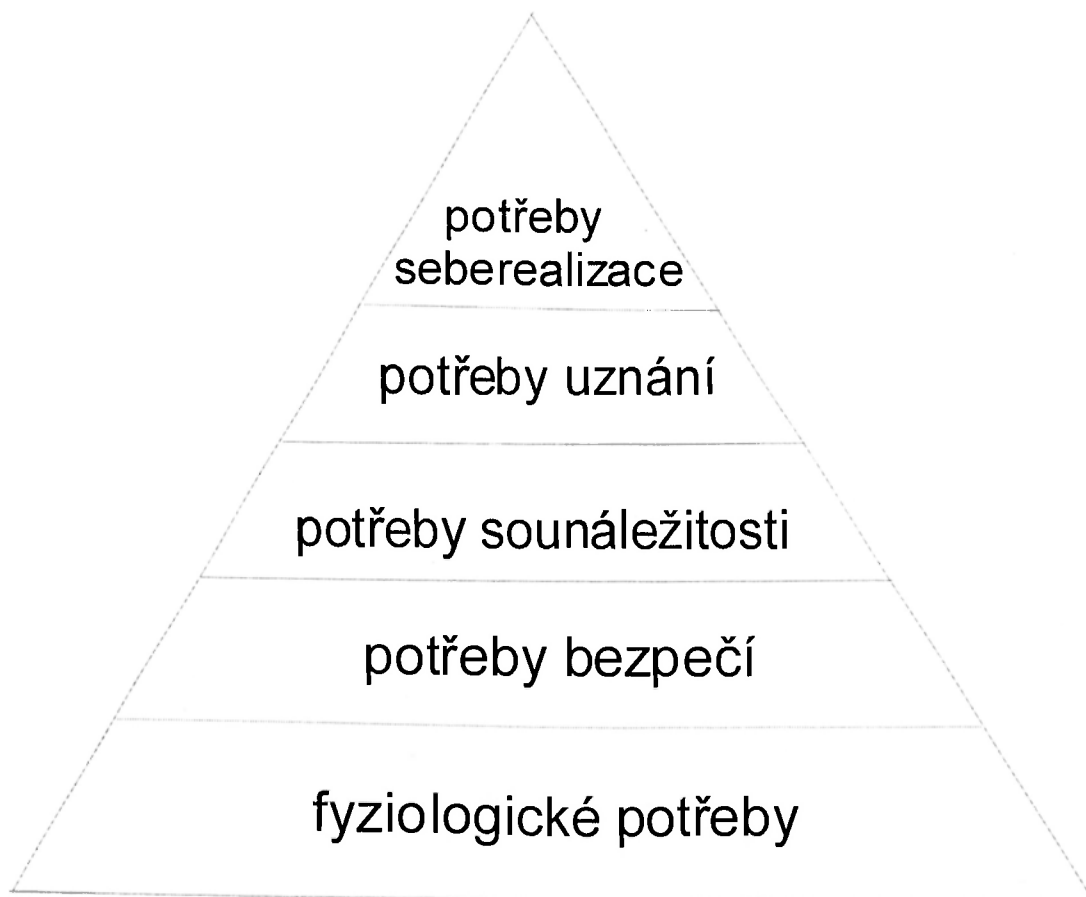 potřeby
seberealizace
potřeby uznání
potřeby sounáležitosti
potřeby bezpečí
fyziologické potřeby